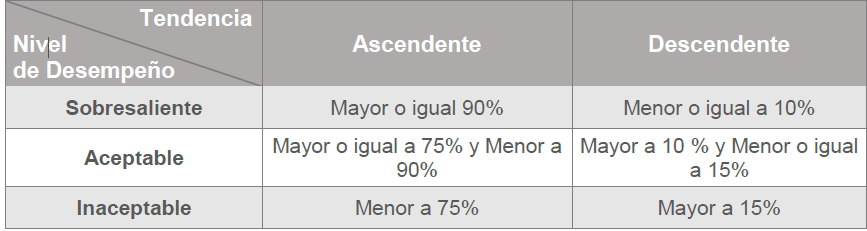 Tendencia
Nivel
de Desempeño
Ascendente
Descendente
Sobresaliente
Mayor o igual 90%
Menor o igual a 10%
Aceptable
Mayor o igual a 75% y Menor a
90%
Mayor a 10 % y Menor o igual
a 15%
Inaceptable
Menor a 75%
Mayor a 15%